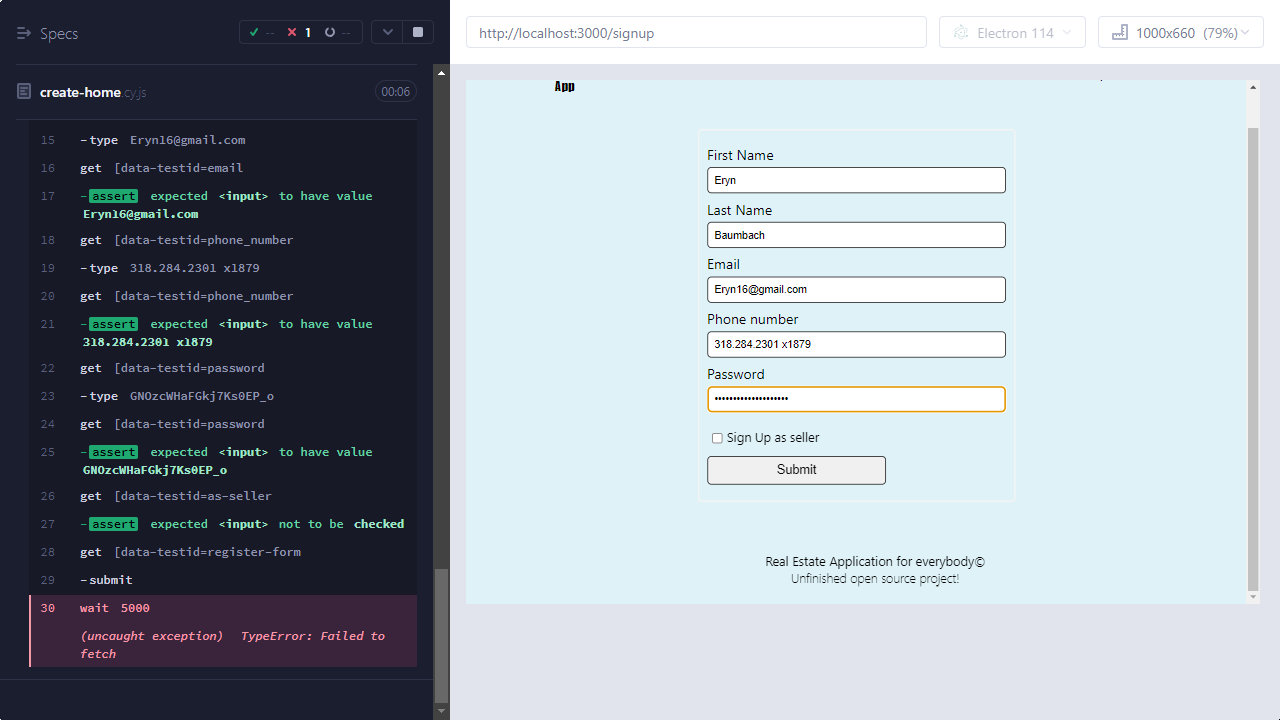 Specs
-- 1 --
create-home.cy.js 00:06
15 -type Eryn16@gmail.com
16 get [data-testid=email
17 -assert expected <input> to have value
Eryn16@gmail.com
18 get [data-testid=phone_number
19 -type 318.284.2301 x1879
20 get [data-testid=phone_number
21 -assert expected <input> to have value
318.284.2301 x1879
22 get [data-testid=password
23 -type GNOzcWHaFGkj7Ks0EP_o
24 get [data-testid=password
25 -assert expected <input> to have value
GNOzcWHaFGkj7Ks0EP_o
26 get [data-testid=as-seller
27 -assert expected <input> not to be checked
28 get [data-testid=register-form
29 -submit
30 wait 5000
(uncaught exception) TypeError: Failed to
fetch
http://localhost:3000/signup
Electron 114
1000x660 (79%)
App
First Name
Eryn
Last Name
Baumbach
Email
Eryn16@gmail.com
Phone number
318.284.2301 x1879
Password
••••••••••••••••••••
Sign Up as seller
Submit
Real Estate Application for everybody©
Unfinished open source project!